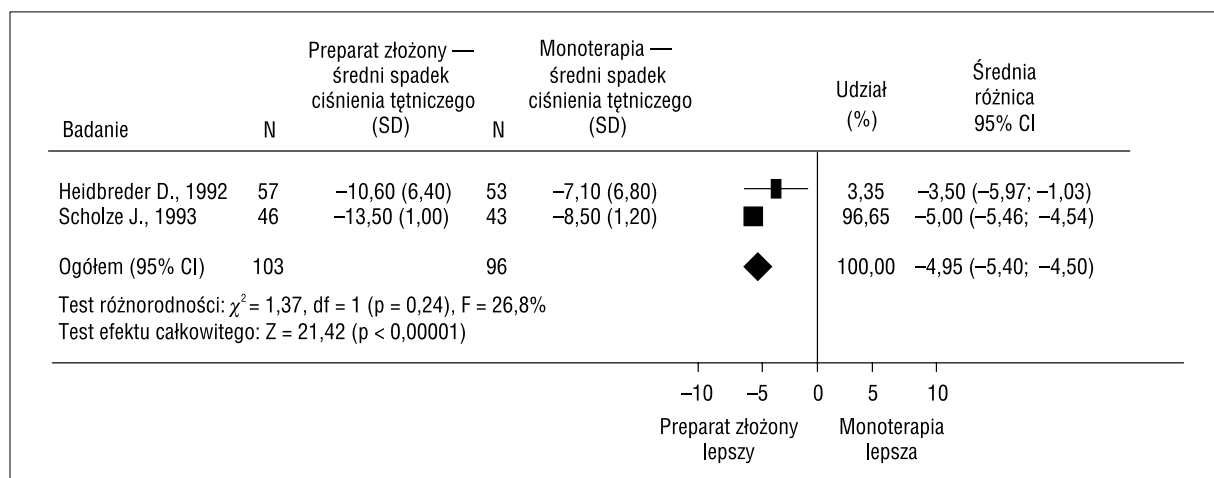 Preparat złożony — Monoterapia —
średni spadek średni spadek Średnia
ciśnienia tętniczego ciśnienia tętniczego Udział różnica
Badanie N (SD) N (SD) (%) 95% CI
Heidbreder D., 1992 57 –10,60 (6,40) 53 –7,10 (6,80) 3,35 –3,50 (–5,97; –1,03)
Scholze J., 1993 46 –13,50 (1,00) 43 –8,50 (1,20) 96,65 –5,00 (–5,46; –4,54)
Ogółem (95% CI) 103 96 100,00 –4,95 (–5,40; –4,50)
Test różnorodności: χ² = 1,37, df = 1 (p = 0,24), F = 26,8%
Test efektu całkowitego: Z = 21,42 (p < 0,00001)
–10 –5 0 5 10
Preparat złożony Monoterapia
lepszy lepsza